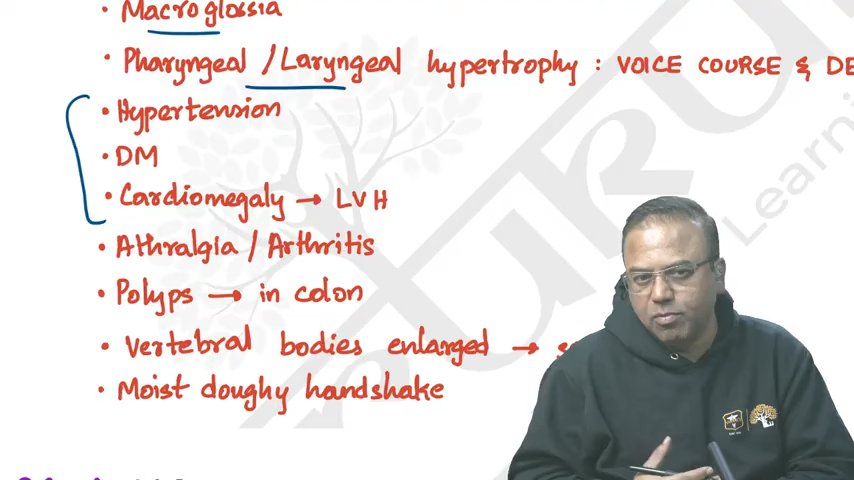 • Macroglossia
• Pharyngeal / Laryngeal hypertrophy : VOICE COURSE & DE
• Hypertension
• DM
• Cardiomegaly → LVH
• Athralgia / Arthritis
• Polyps → in colon
• Vertebral bodies enlarged →
• Moist doughy handshake
Learni